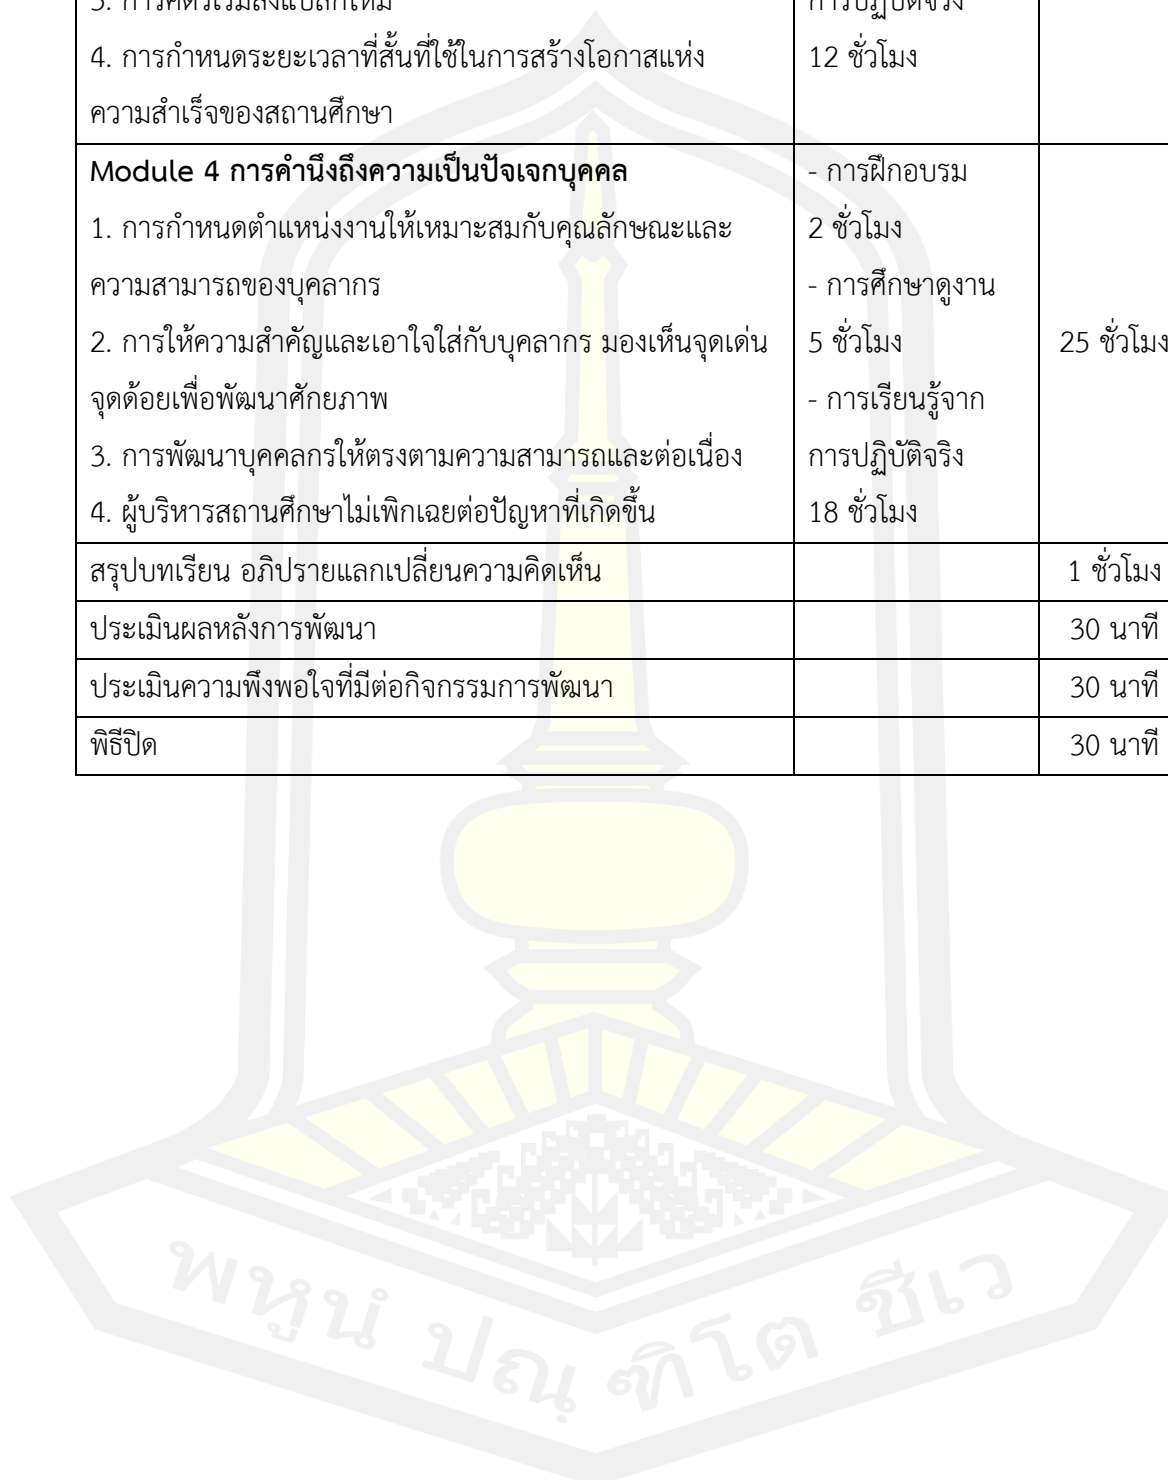 3. การคิดริเริ่มสิ่งแปลกใหม่
การปฏิบัติจริง
4. การกำหนดระยะเวลาที่สั้นที่ใช้ในการสร้างโอกาสแห่ง
12 ชั่วโมง
ความสำเร็จของสถานศึกษา
Module 4 การคำนึงถึงความเป็นปัจเจกบุคคล
- การฝึกอบรม
1. การกำหนดตำแหน่งงานให้เหมาะสมกับคุณลักษณะและ
2 ชั่วโมง
ความสามารถของบุคลากร
- การศึกษาดูงาน
2. การให้ความสำคัญและเอาใจใส่กับบุคลากร มองเห็นจุดเด่น
5 ชั่วโมง
25 ชั่วโมง
จุดด้อยเพื่อพัฒนาศักยภาพ
- การเรียนรู้จาก
3. การพัฒนาบุคคลกรให้ตรงตามความสามารถและต่อเนื่อง
การปฏิบัติจริง
4. ผู้บริหารสถานศึกษาไม่เพิกเฉยต่อปัญหาที่เกิดขึ้น
18 ชั่วโมง
สรุปบทเรียน อภิปรายแลกเปลี่ยนความคิดเห็น
1 ชั่วโมง
ประเมินผลหลังการพัฒนา
30 นาที
ประเมินความพึงพอใจที่มีต่อกิจกรรมการพัฒนา
30 นาที
พิธีปิด
30 นาที
พหูนํ ปณฺฑิโต ชีเว